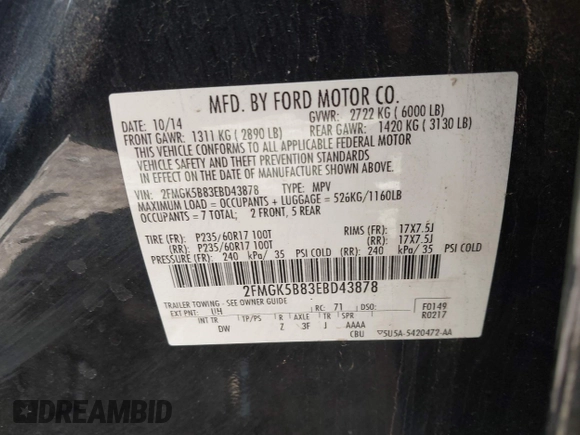 MFD. BY FORD MOTOR CO.
DATE: 10/14 GVWR: 2722 KG ( 6000 LB)
FRONT GAWR: 1311 KG ( 2890 LB) REAR GAWR: 1420 KG ( 3130 LB)
THIS VEHICLE CONFORMS TO ALL APPLICABLE FEDERAL MOTOR
VEHICLE SAFETY AND THEFT PREVENTION STANDARDS
IN EFFECT ON THE DATE OF MANUFACTURE SHOWN ABOVE.
VIN: 2FMGK5B83EBD43878 TYPE: MPV
MAXIMUM LOAD = OCCUPANTS + LUGGAGE = 526KG/1160LB
OCCUPANTS = 7 TOTAL; 2 FRONT, 5 REAR
TIRE (FR): P235/60R17 100T RIMS (FR): 17X7.5J
(RR): P235/60R17 100T (RR): 17X7.5J
PRESSURE (FR): 240 kPa/ 35 PSI COLD (RR): 240 kPa/ 35 PSI COLD
2FMGK5B83EBD43878
TRAILER TOWING - SEE OWNER GUIDE
EXT PNT: UH RC: 71 DSO: F0149
R0217
INT TR TP/PS R AXLE TR SPR
DW Z 3F J AAAA
CBU 5U5A-5420472-AA
DREAMBID